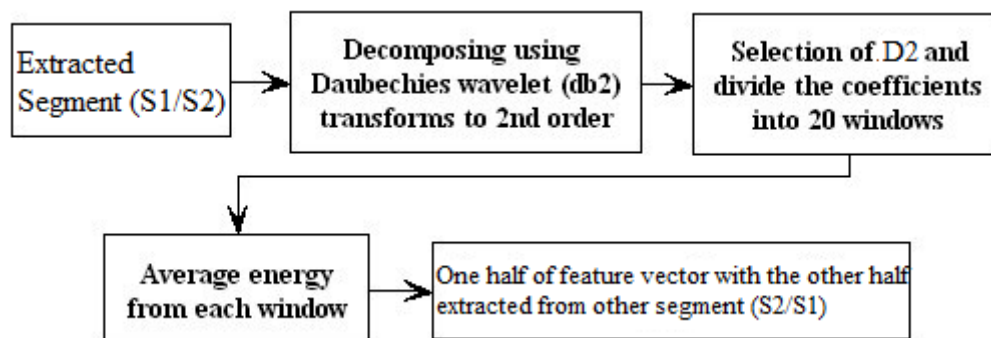 Extracted
Segment (S1/S2)
Decomposing using
Daubechies wavelet (db2)
transforms to 2nd order
Selection of. D2 and
divide the coefficients
into 20 windows
Average energy
from each window
One half of feature vector with the other half
extracted from other segment (S2/S1)